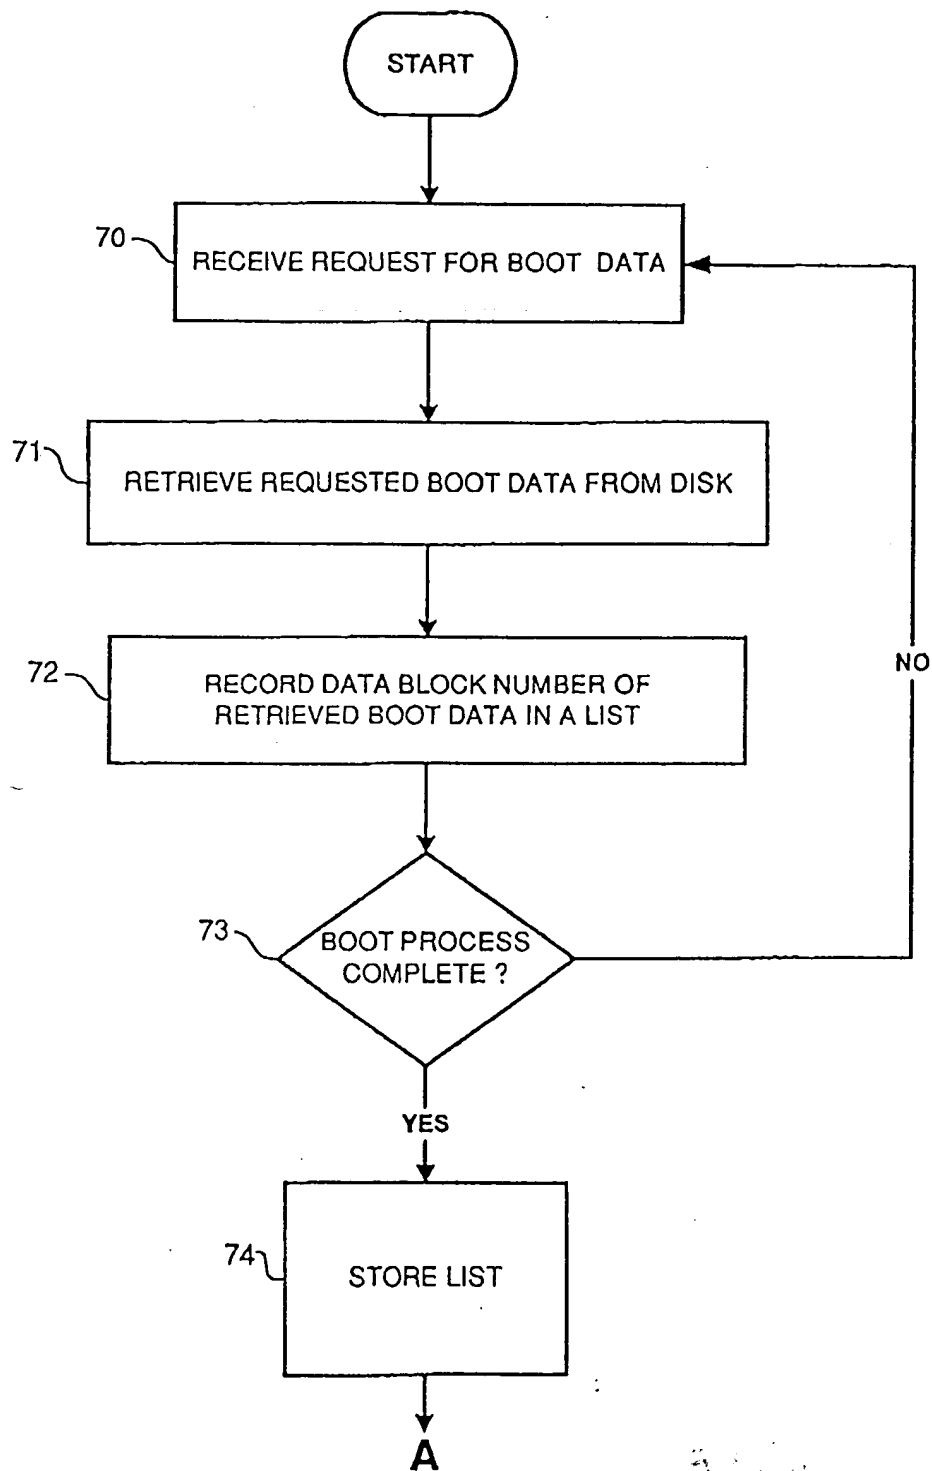 START
70
RECEIVE REQUEST FOR BOOT DATA
71
RETRIEVE REQUESTED BOOT DATA FROM DISK
72
RECORD DATA BLOCK NUMBER OF
RETRIEVED BOOT DATA IN A LIST
NO
73
BOOT PROCESS
COMPLETE ?
YES
74
STORE LIST
A